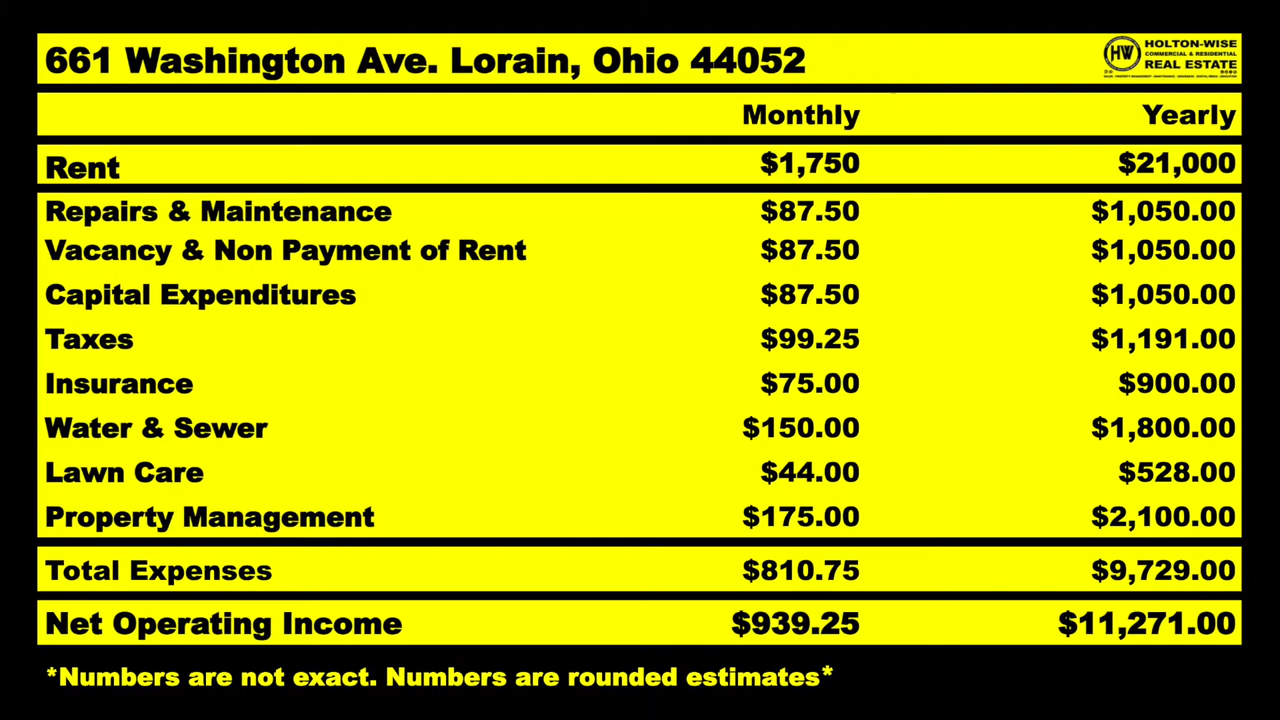 661 Washington Ave. Lorain, Ohio 44052
HW
HOLTON-WISE
COMMERCIAL & RESIDENTIAL
REAL ESTATE
Monthly Yearly
Rent $1,750 $21,000
Repairs & Maintenance $87.50 $1,050.00
Vacancy & Non Payment of Rent $87.50 $1,050.00
Capital Expenditures $87.50 $1,050.00
Taxes $99.25 $1,191.00
Insurance $75.00 $900.00
Water & Sewer $150.00 $1,800.00
Lawn Care $44.00 $528.00
Property Management $175.00 $2,100.00
Total Expenses $810.75 $9,729.00
Net Operating Income $939.25 $11,271.00
*Numbers are not exact. Numbers are rounded estimates*